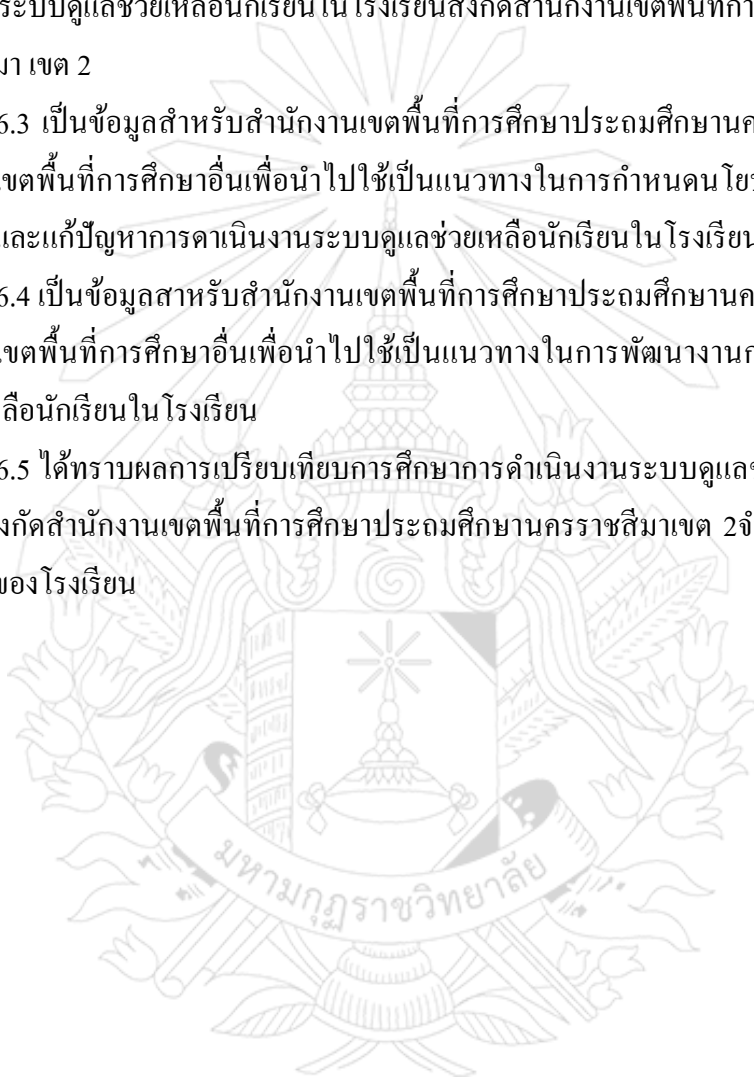 ระบบดูแลช่วยเหลือนักเรียนในโรงเรียนสังกัดสำนักงานเขตพื้นที่กา
มา เขต 2
6.3 เป็นข้อมูลสำหรับสำนักงานเขตพื้นที่การศึกษาประถมศึกษานค
เขตพื้นที่การศึกษาอื่นเพื่อนำไปใช้เป็นแนวทางในการกำหนดนโย
และแก้ปัญหาการดาเนินงานระบบดูแลช่วยเหลือนักเรียนในโรงเรียน
6.4 เป็นข้อมูลสาหรับสำนักงานเขตพื้นที่การศึกษาประถมศึกษานค
เขตพื้นที่การศึกษาอื่นเพื่อนำไปใช้เป็นแนวทางในการพัฒนางานก
ลือนักเรียนในโรงเรียน
6.5 ได้ทราบผลการเปรียบเทียบการศึกษาการดำเนินงานระบบดูแลช
งกัดสำนักงานเขตพื้นที่การศึกษาประถมศึกษานครราชสีมาเขต 2จํ
ของโรงเรียน
มหามกุฏราชวิทยาลัย